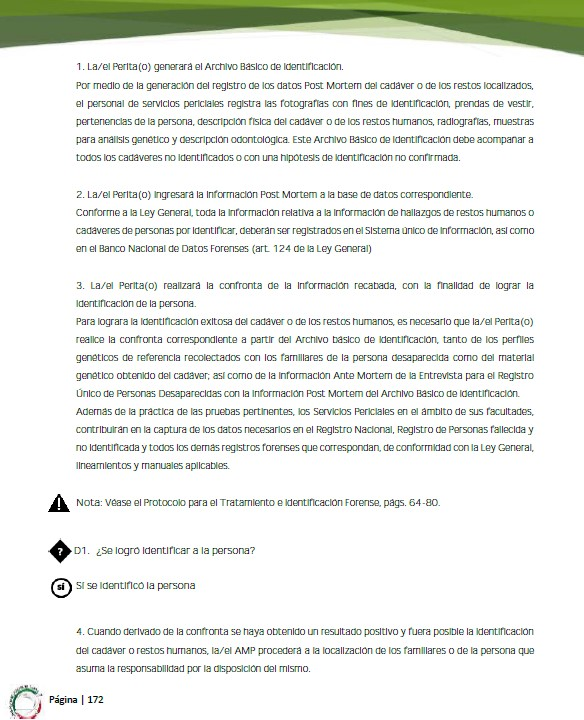 1. La/el Perita(o) generará el Archivo Básico de Identificación.
Por medio de la generación del registro de los datos Post Mortem del cadáver o de los restos localizados,
el personal de servicios periciales registra las fotografías con fines de identificación, prendas de vestir,
pertenencias de la persona, descripción física del cadáver o de los restos humanos, radiografías, muestras
para análisis genético y descripción odontológica. Este Archivo Básico de Identificación debe acompañar a
todos los cadáveres no identificados o con una hipótesis de identificación no confirmada.
2. La/el Perita(o) ingresará la Información Post Mortem a la base de datos correspondiente.
Conforme a la Ley General, toda la información relativa a la información de hallazgos de restos humanos o
cadáveres de personas por identificar, deberán ser registrados en el Sistema único de Información, así como
en el Banco Nacional de Datos Forenses (art. 124 de la Ley General)
3. La/el Perita(o) realizará la confronta de la información recabada, con la finalidad de lograr la
identificación de la persona.
Para lograra la identificación exitosa del cadáver o de los restos humanos, es necesario que la/el Perita(o)
realice la confronta correspondiente a partir del Archivo básico de identificación, tanto de los perfiles
genéticos de referencia recolectados con los familiares de la persona desaparecida como del material
genético obtenido del cadáver; así como de la información Ante Mortem de la Entrevista para el Registro
Único de Personas Desaparecidas con la Información Post Mortem del Archivo Básico de Identificación.
Además de la práctica de las pruebas pertinentes, los Servicios Periciales en el ámbito de sus facultades,
contribuirán en la captura de los datos necesarios en el Registro Nacional, Registro de Personas fallecida y
no Identificada y todos los demás registros forenses que correspondan, de conformidad con la Ley General,
lineamientos y manuales aplicables.
Nota: Véase el Protocolo para el Tratamiento e Identificación Forense, págs. 64-80.
? D1. ¿Se logró identificar a la persona?
sí Sí se identificó la persona
4. Cuando derivado de la confronta se haya obtenido un resultado positivo y fuera posible la identificación
del cadáver o restos humanos, la/el AMP procederá a la localización de los familiares o de la persona que
asuma la responsabilidad por la disposición del mismo.
Página | 172